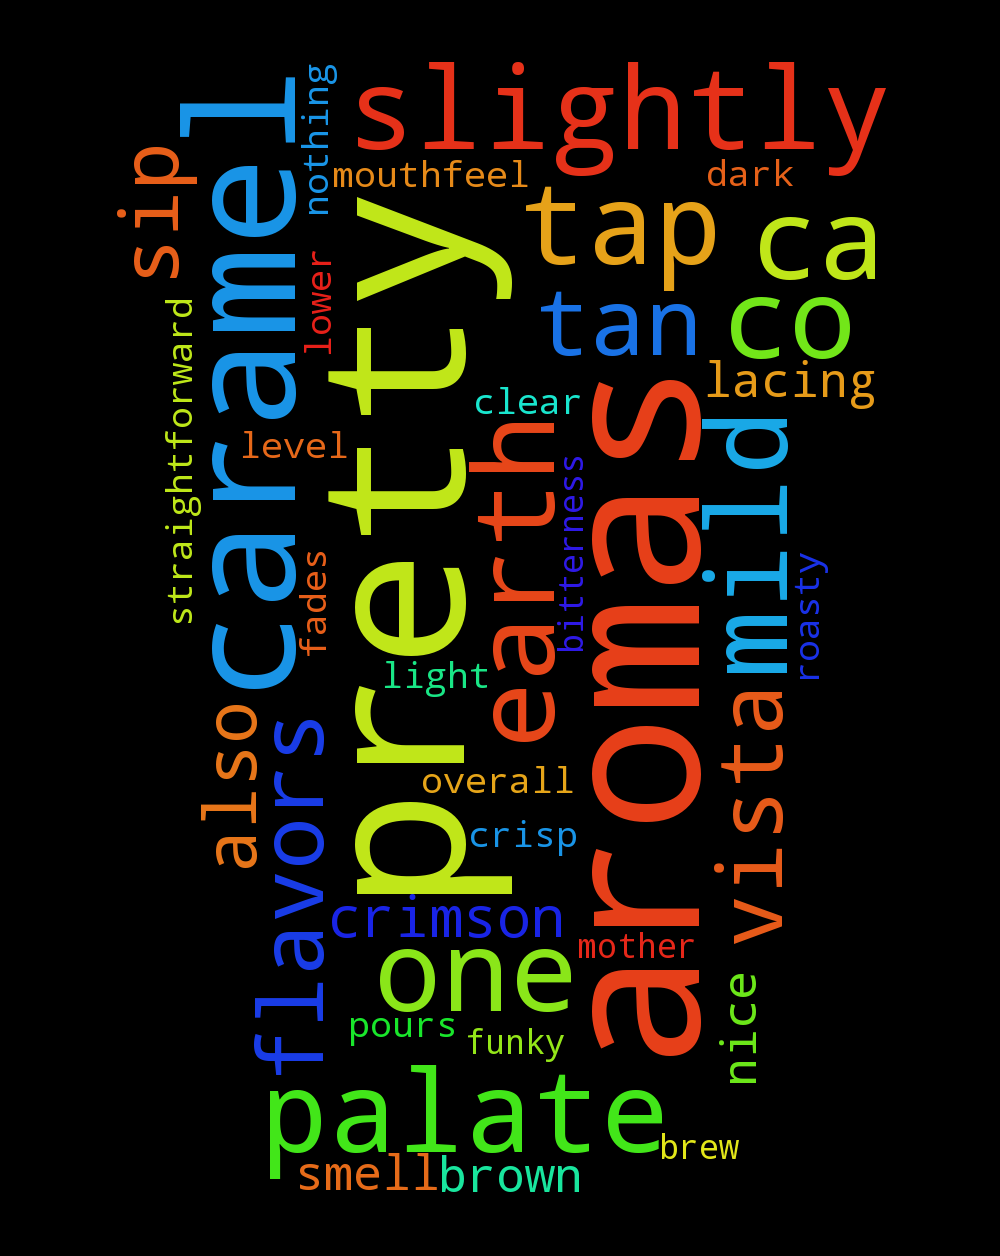 slightly
nothing
caramel
sip
mouthfeel
dark
tap
ca
pretty
lower
tan
co
straightforward
lacing
clear
aromas
mild
earth
level
bitterness
fades
roasty
light
vista
also
flavors
overall
crisp
crimson
mother
one
nice
pours
funky
palate
brew
smell
brown